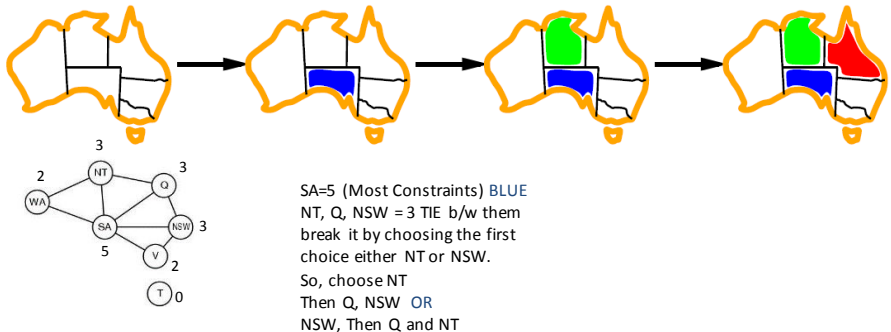 3
NT
3
Q
2
WA
SA
5
NSW
3
V
2
T
0
SA=5 (Most Constraints) BLUE
NT, Q, NSW = 3 TIE b/w them
break it by choosing the first
choice either NT or NSW.
So, choose NT
Then Q, NSW OR
NSW, Then Q and NT